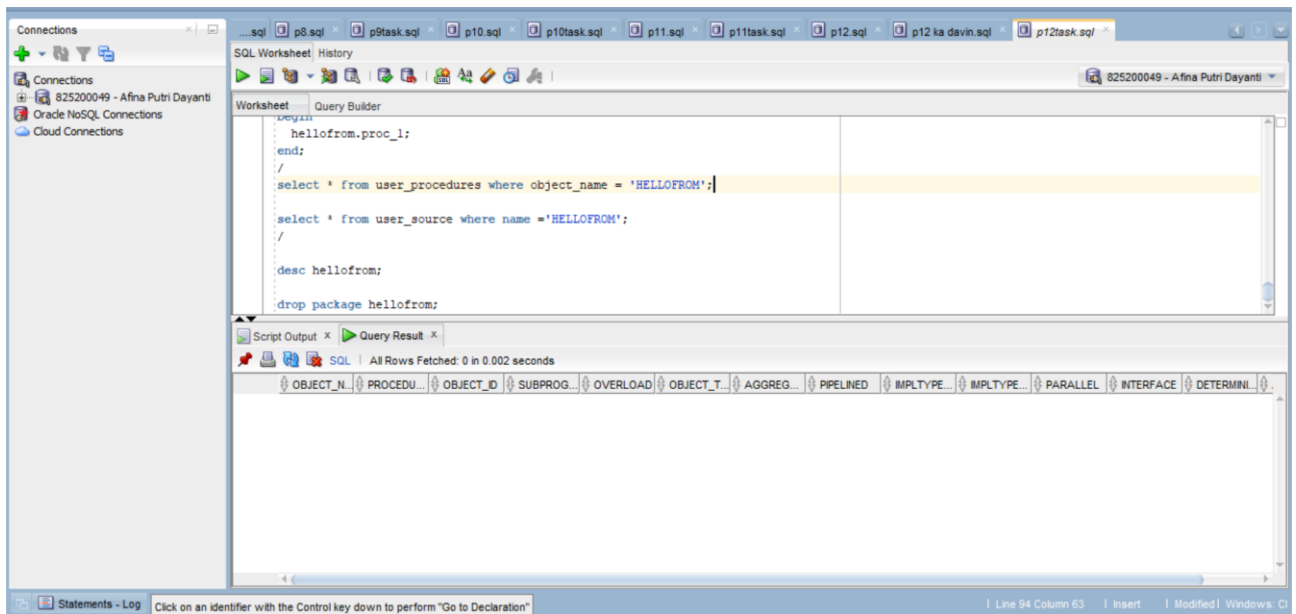 Connections
....sql p8.sql p9task.sql p10.sql p10task.sql p11.sql p11task.sql p12.sql p12 ka davin.sql p12task.sql
SQL Worksheet History
Connections
825200049 - Afina Putri Dayanti
Oracle NoSQL Connections
Cloud Connections
825200049 - Afina Putri Dayanti
Worksheet Query Builder
begin
hellofrom.proc_1;
end;
/
select * from user_procedures where object_name = 'HELLOFROM';
select * from user_source where name ='HELLOFROM';
/
desc hellofrom;
drop package hellofrom;
Script Output x Query Result x
SQL | All Rows Fetched: 0 in 0.002 seconds
OBJECT_N... PROCEDU... OBJECT_ID SUBPROG... OVERLOAD OBJECT_T... AGGREG... PIPELINED IMPLTYPE... IMPLTYPE... PARALLEL INTERFACE DETERMINI...
Statements - Log Click on an identifier with the Control key down to perform "Go to Declaration" | Line 94 Column 63 | Insert | Modified | Windows: Cl